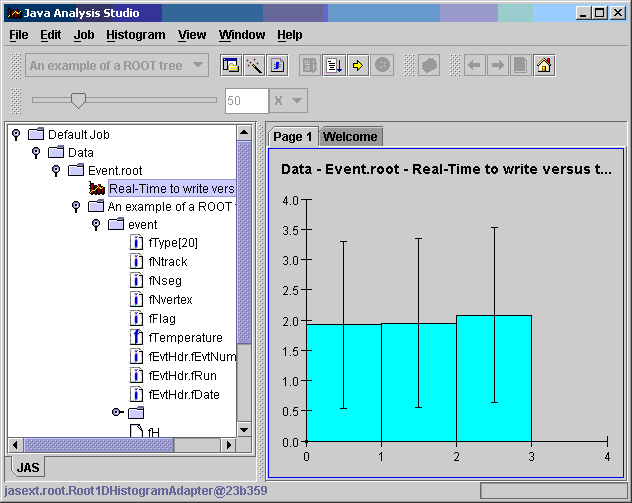 Java Analysis Studio
File Edit Job Histogram View Window Help
An example of a ROOT tree
50 X
Default Job
Data
Event.root
Real-Time to write vers
An example of a ROOT
event
fType[20]
fNtrack
fNseg
fNvertex
fFlag
fTemperature
fEvtHdr.fEvtNum
fEvtHdr.fRun
fEvtHdr.fDate
fH
JAS
Page 1 Welcome
Data - Event.root - Real-Time to write versus t...
4.0
3.5
3.0
2.5
2.0
1.5
1.0
0.5
0.0
0 1 2 3 4
jasext.root.Root1DHistogramAdapter@23b359